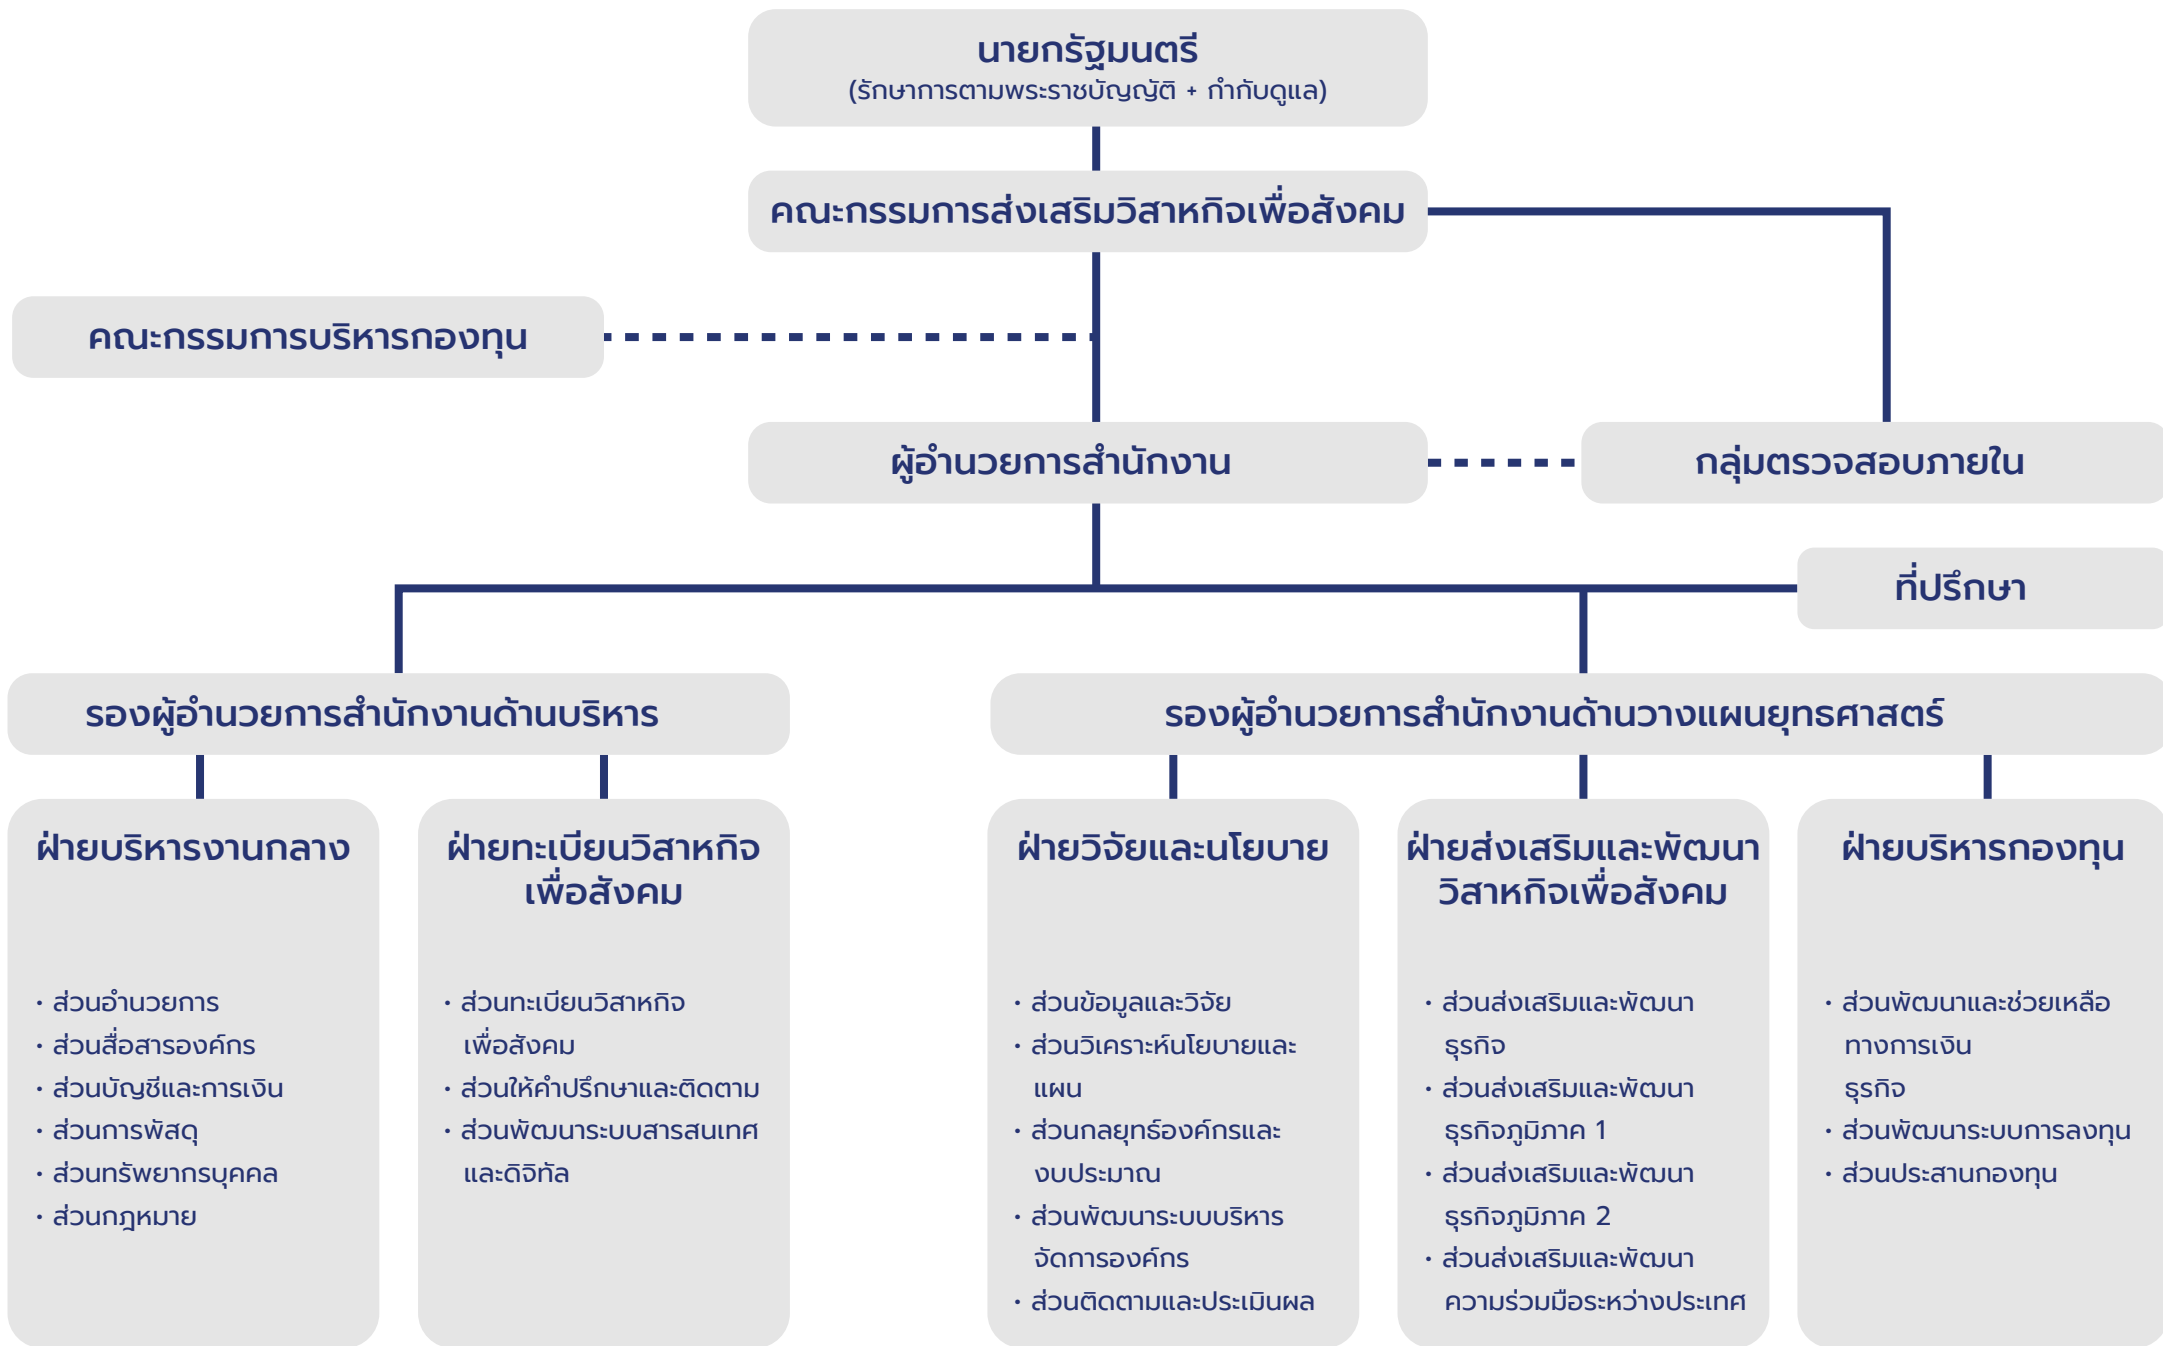 นายกรัฐมนตรี
(รักษาการตามพระราชบัญญัติ + กำกับดูแล)
คณะกรรมการส่งเสริมวิสาหกิจเพื่อสังคม
คณะกรรมการบริหารกองทุน
ผู้อำนวยการสำนักงาน
กลุ่มตรวจสอบภายใน
ที่ปรึกษา
รองผู้อำนวยการสำนักงานด้านบริหาร
รองผู้อำนวยการสำนักงานด้านวางแผนยุทธศาสตร์
ฝ่ายบริหารงานกลาง
· ส่วนอำนวยการ
· ส่วนสื่อสารองค์กร
· ส่วนบัญชีและการเงิน
· ส่วนการพัสดุ
· ส่วนทรัพยากรบุคคล
· ส่วนกฎหมาย
ฝ่ายทะเบียนวิสาหกิจ
เพื่อสังคม
· ส่วนทะเบียนวิสาหกิจ
เพื่อสังคม
· ส่วนให้คำปรึกษาและติดตาม
· ส่วนพัฒนาระบบสารสนเทศ
และดิจิทัล
ฝ่ายวิจัยและนโยบาย
· ส่วนข้อมูลและวิจัย
· ส่วนวิเคราะห์นโยบายและ
แผน
· ส่วนกลยุทธ์องค์กรและ
งบประมาณ
· ส่วนพัฒนาระบบบริหาร
จัดการองค์กร
· ส่วนติดตามและประเมินผล
ฝ่ายส่งเสริมและพัฒนา
วิสาหกิจเพื่อสังคม
· ส่วนส่งเสริมและพัฒนา
ธุรกิจ
· ส่วนส่งเสริมและพัฒนา
ธุรกิจภูมิภาค 1
· ส่วนส่งเสริมและพัฒนา
ธุรกิจภูมิภาค 2
· ส่วนส่งเสริมและพัฒนา
ความร่วมมือระหว่างประเทศ
ฝ่ายบริหารกองทุน
· ส่วนพัฒนาและช่วยเหลือ
ทางการเงิน
ธุรกิจ
· ส่วนพัฒนาระบบการลงทุน
· ส่วนประสานกองทุน